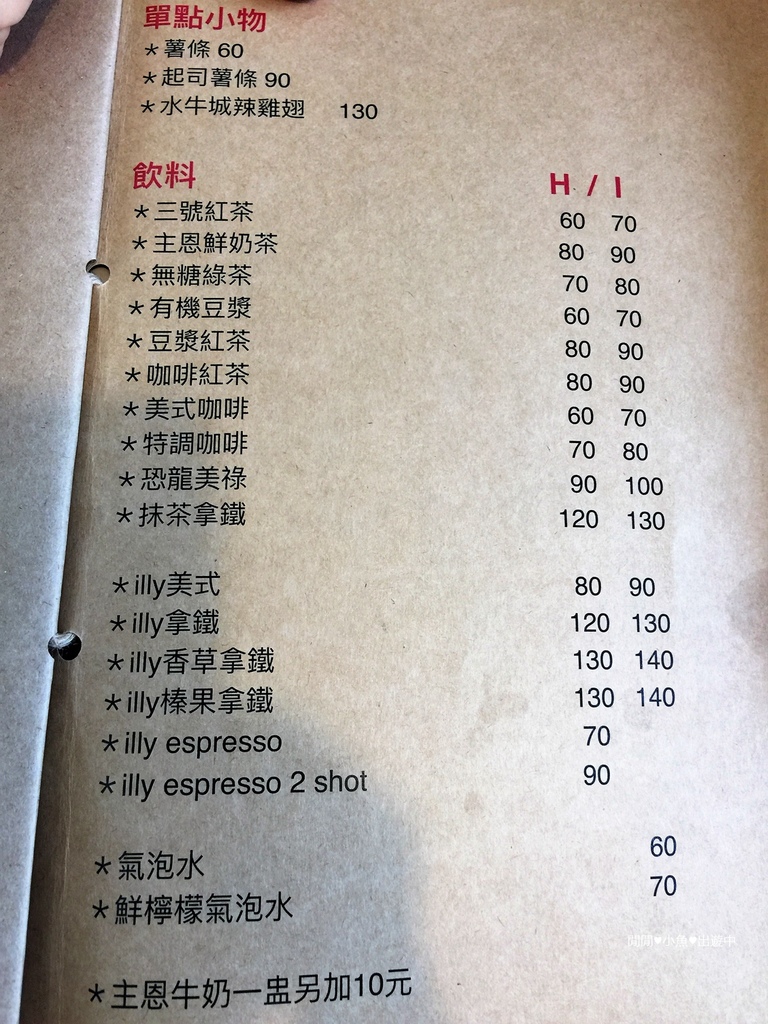 單點小物
＊薯條 60
＊起司薯條 90
＊水牛城辣雞翅 130
飲料 H / I
＊三號紅茶 60 70
＊主恩鮮奶茶 80 90
＊無糖綠茶 70 80
＊有機豆漿 60 70
＊豆漿紅茶 80 90
＊咖啡紅茶 80 90
＊美式咖啡 60 70
＊特調咖啡 70 80
＊恐龍美祿 90 100
＊抹茶拿鐵 120 130
＊illy美式 80 90
＊illy拿鐵 120 130
＊illy香草拿鐵 130 140
＊illy榛果拿鐵 130 140
＊illy espresso 70
＊illy espresso 2 shot 90
＊氣泡水 60
＊鮮檸檬氣泡水 70
＊主恩牛奶一盅另加10元